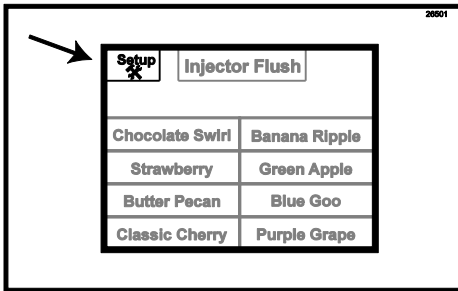 26501
Setup
Injector Flush
Chocolate Swirl Banana Ripple
Strawberry Green Apple
Butter Pecan Blue Goo
Classic Cherry Purple Grape